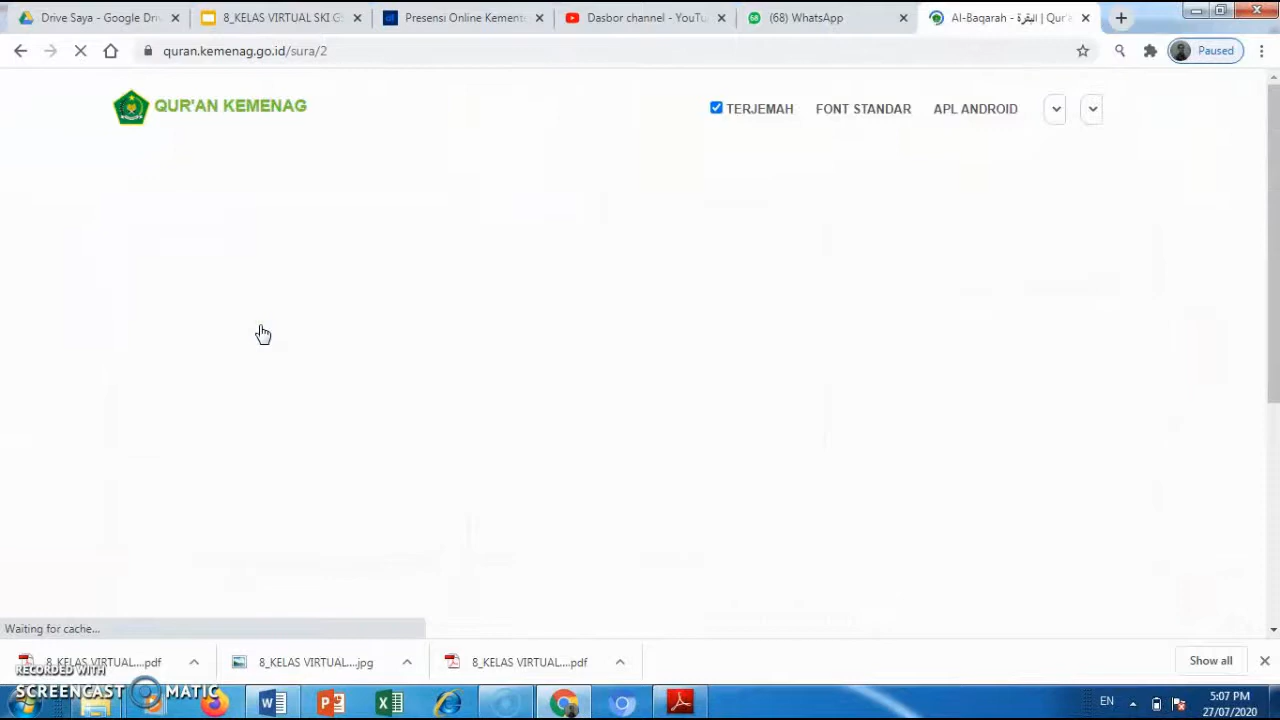 Drive Saya - Google Dri
8_KELAS VIRTUAL SKI G
Presensi Online Kement
Dasbor channel - YouTu
(68) WhatsApp
Al-Baqarah - البقرة | Qur'a
quran.kemenag.go.id/sura/2
Paused
QUR'AN KEMENAG
TERJEMAH
FONT STANDAR
APL ANDROID
Waiting for cache...
8_KELAS VIRTUAL....pdf
8_KELAS VIRTUAL....jpg
8_KELAS VIRTUAL....pdf
Show all
RECORDED WITH
SCREENCAST MATIC
EN
5:07 PM
27/07/2020